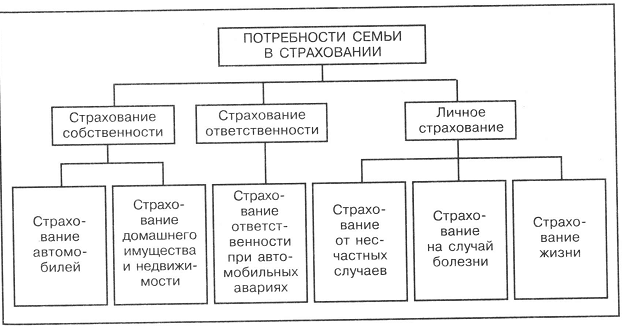 ПОТРЕБНОСТИ СЕМЬИ
В СТРАХОВАНИИ
Страхование
собственности
Страхование
ответственности
Личное
страхование
Страхо-
вание
автомо-
билей
Страхо-
вание
домашнего
имущества
и недвижи-
мости
Страхо-
вание
ответст-
венности
при авто-
мобильных
авариях
Страхо-
вание
от нес-
частных
случаев
Страхо-
вание
на случай
болезни
Страхо-
вание
жизни